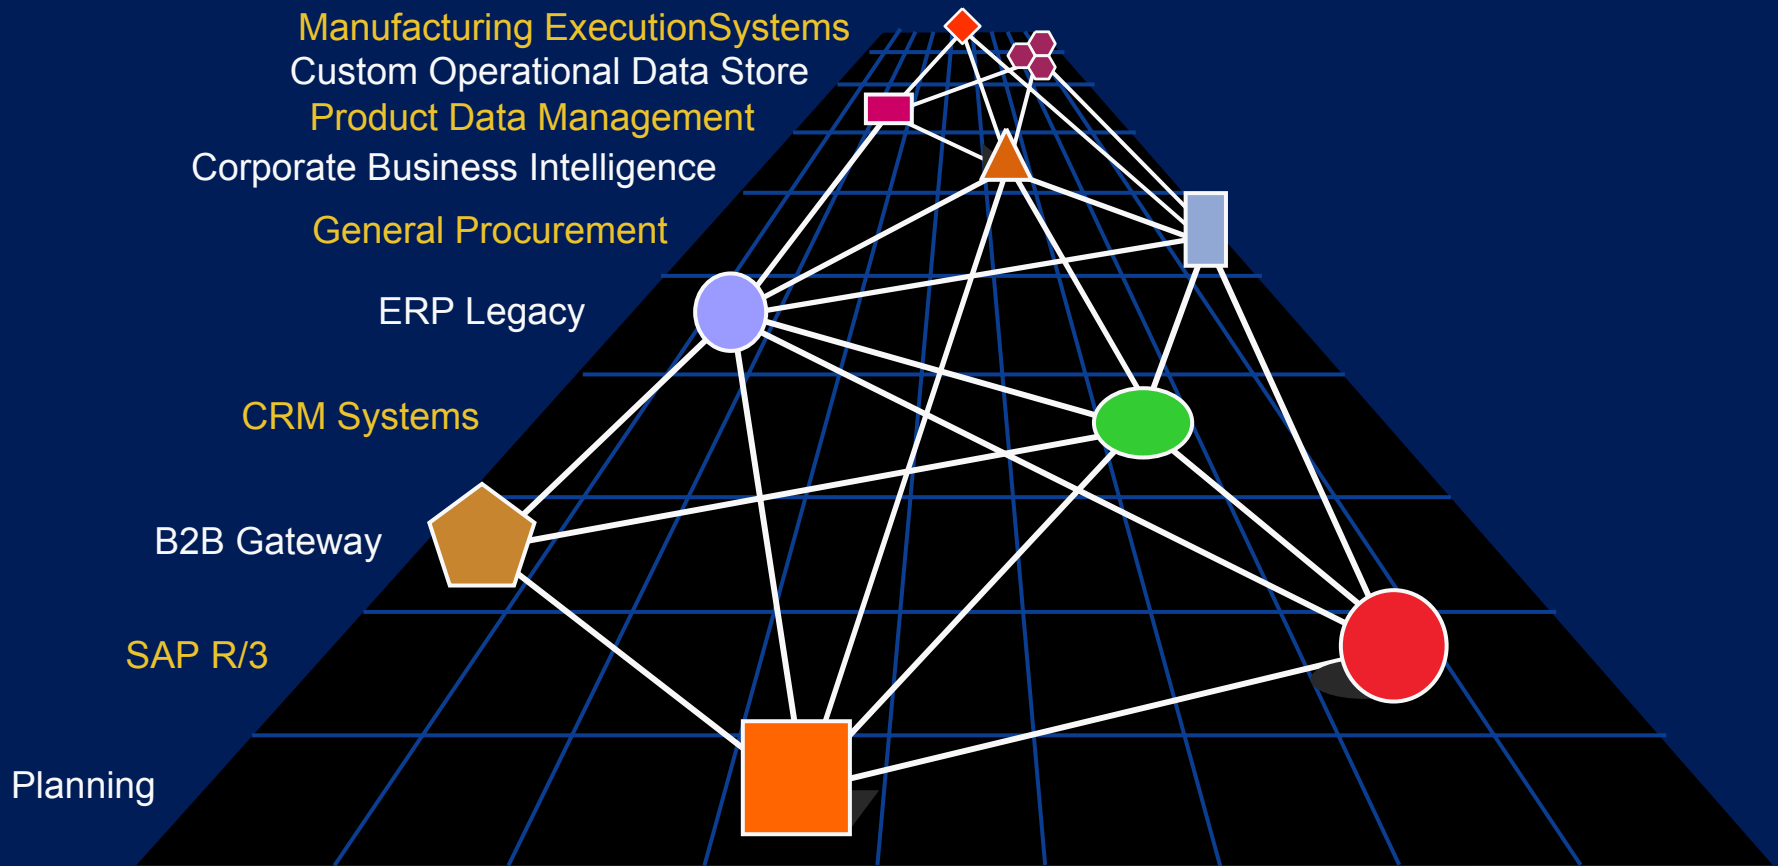 Manufacturing ExecutionSystems
Custom Operational Data Store
Product Data Management
Corporate Business Intelligence
General Procurement
ERP Legacy
CRM Systems
B2B Gateway
SAP R/3
Planning